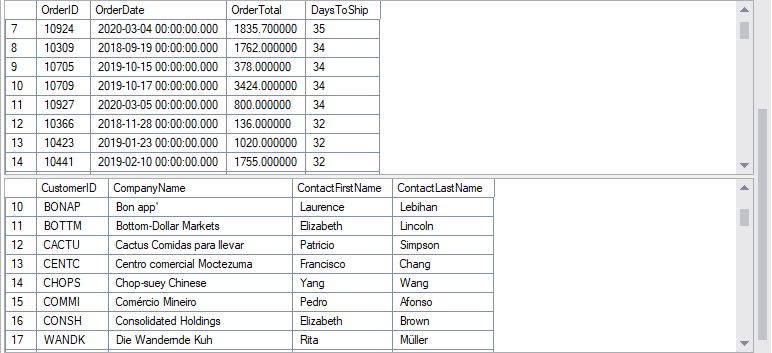 OrderID OrderDate OrderTotal DaysToShip
7 10924 2020-03-04 00:00:00.000 1835.700000 35
8 10309 2018-09-19 00:00:00.000 1762.000000 34
9 10705 2019-10-15 00:00:00.000 378.000000 34
10 10709 2019-10-17 00:00:00.000 3424.000000 34
11 10927 2020-03-05 00:00:00.000 800.000000 34
12 10366 2018-11-28 00:00:00.000 136.000000 32
13 10423 2019-01-23 00:00:00.000 1020.000000 32
14 10441 2019-02-10 00:00:00.000 1755.000000 32
CustomerID CompanyName ContactFirstName ContactLastName
10 BONAP Bon app' Laurence Lebihan
11 BOTTM Bottom-Dollar Markets Elizabeth Lincoln
12 CACTU Cactus Comidas para llevar Patricio Simpson
13 CENTC Centro comercial Moctezuma Francisco Chang
14 CHOPS Chop-suey Chinese Yang Wang
15 COMMI Comércio Mineiro Pedro Afonso
16 CONSH Consolidated Holdings Elizabeth Brown
17 WANDK Die Wandernde Kuh Rita Müller